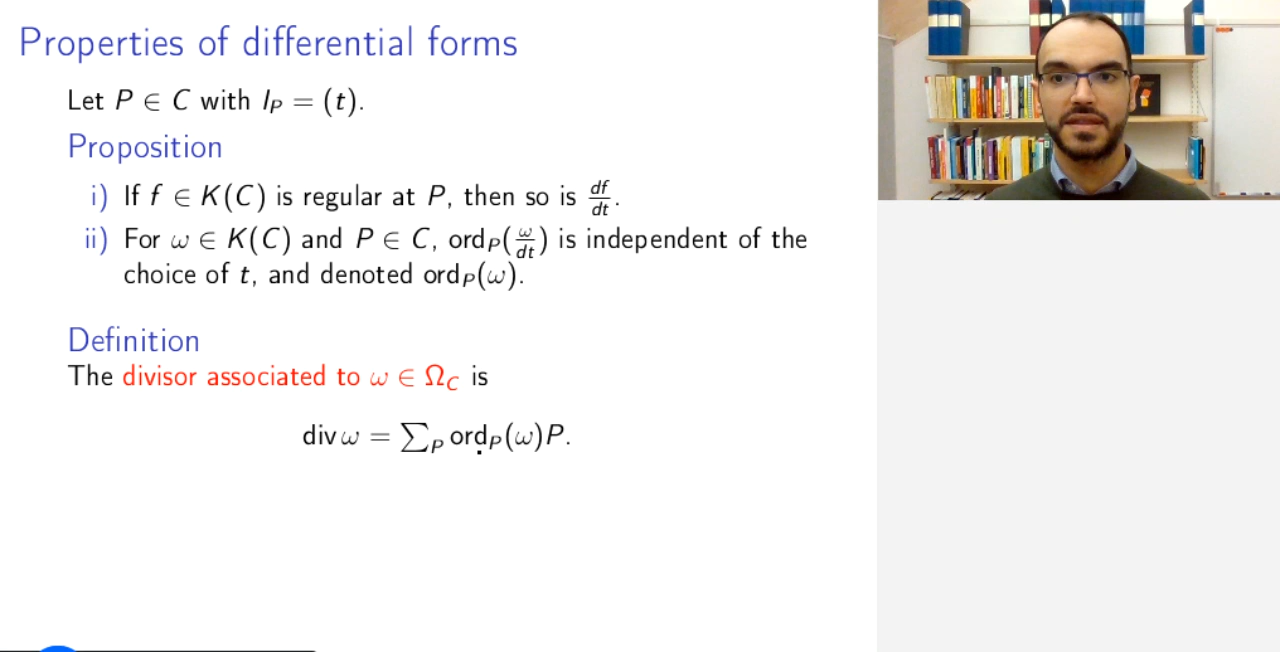 Properties of differential forms
Let P ∈ C with I_P = (t).
Proposition
i) If f ∈ K(C) is regular at P, then so is df/dt.
ii) For ω ∈ K(C) and P ∈ C, ord_P(ω/dt) is independent of the
choice of t, and denoted ord_P(ω).
Definition
The divisor associated to ω ∈ Ω_C is
div ω = ∑_P ord_P(ω)P.